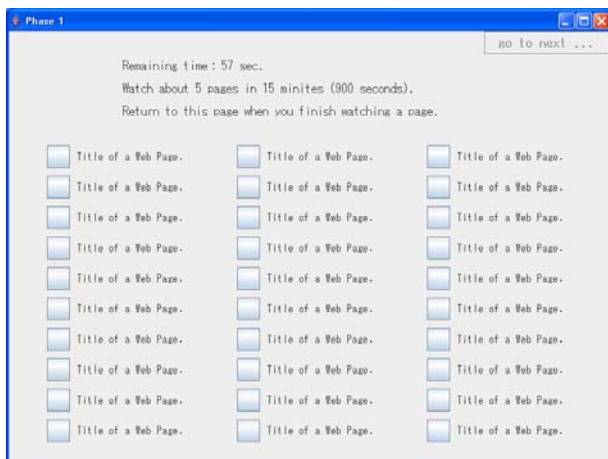 Phase 1
go to next ...
Remaining time : 57 sec.
Watch about 5 pages in 15 minites (900 seconds).
Return to this page when you finish watching a page.
Title of a Web Page. Title of a Web Page. Title of a Web Page.
Title of a Web Page. Title of a Web Page. Title of a Web Page.
Title of a Web Page. Title of a Web Page. Title of a Web Page.
Title of a Web Page. Title of a Web Page. Title of a Web Page.
Title of a Web Page. Title of a Web Page. Title of a Web Page.
Title of a Web Page. Title of a Web Page. Title of a Web Page.
Title of a Web Page. Title of a Web Page. Title of a Web Page.
Title of a Web Page. Title of a Web Page. Title of a Web Page.
Title of a Web Page. Title of a Web Page. Title of a Web Page.
Title of a Web Page. Title of a Web Page. Title of a Web Page.